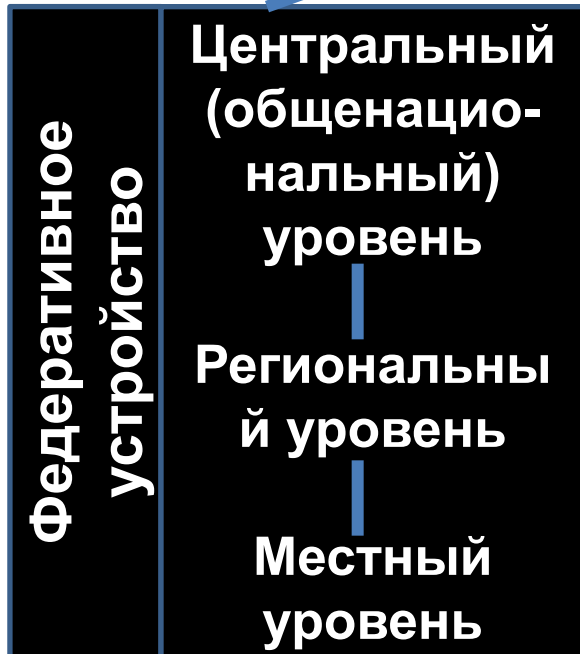 Федеративное
устройство
Центральный
(общенацио-
нальный)
уровень
Региональны
й уровень
Местный
уровень